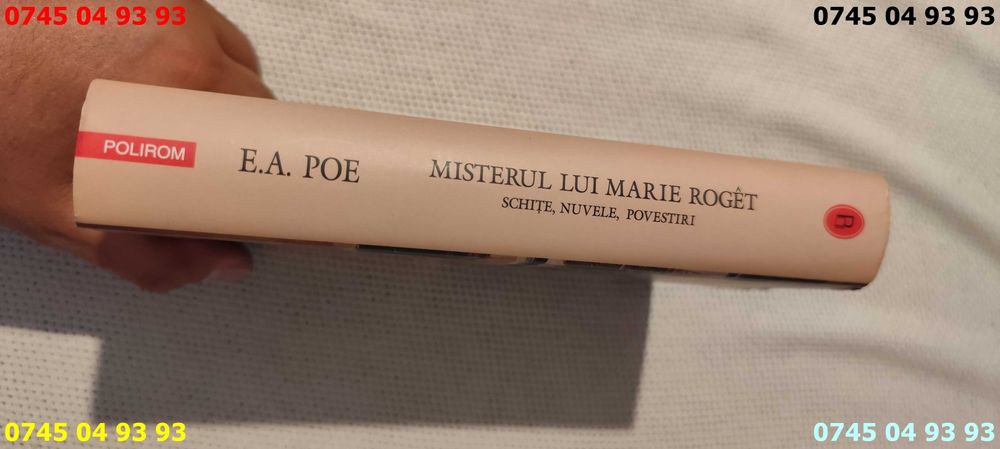 0745 04 93 93
0745 04 93 93
POLIROM
E.A. POE
MISTERUL LUI MARIE ROGÊT
SCHIȚE, NUVELE, POVESTIRI
0745 04 93 93
0745 04 93 93